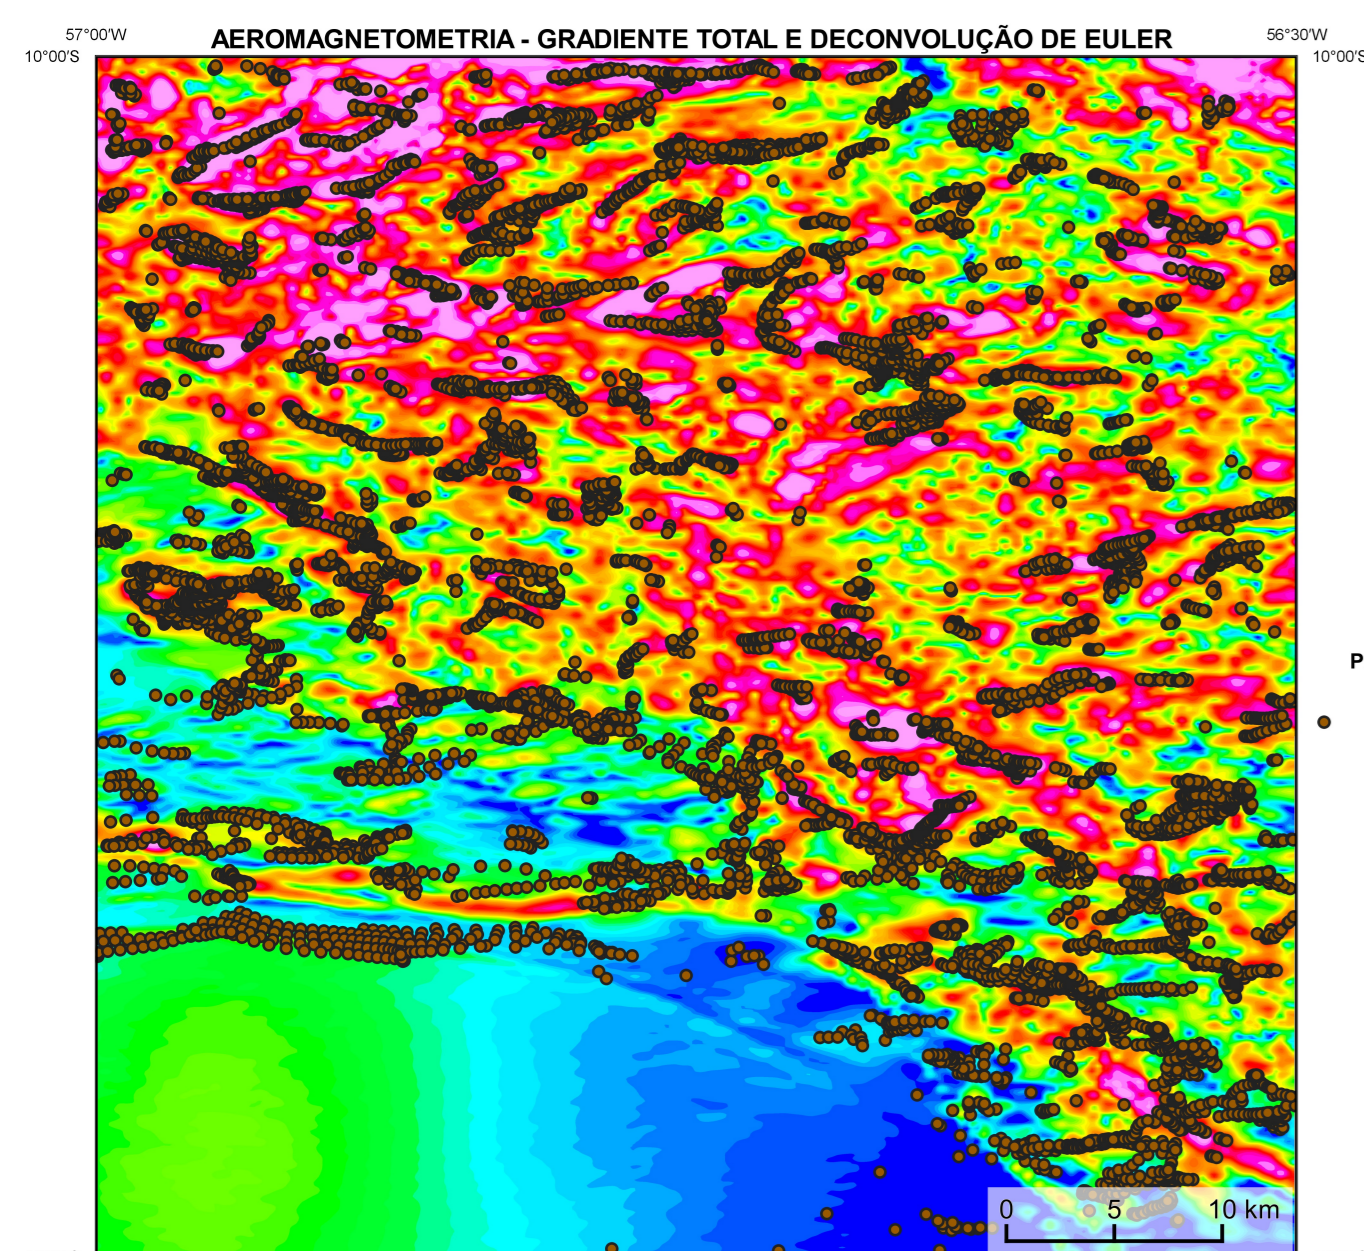 57°00'W
AEROMAGNETOMETRIA - GRADIENTE TOTAL E DECONVOLUÇÃO DE EULER
56°30'W
10°00'S
10°00'S
P
0 5 10 km